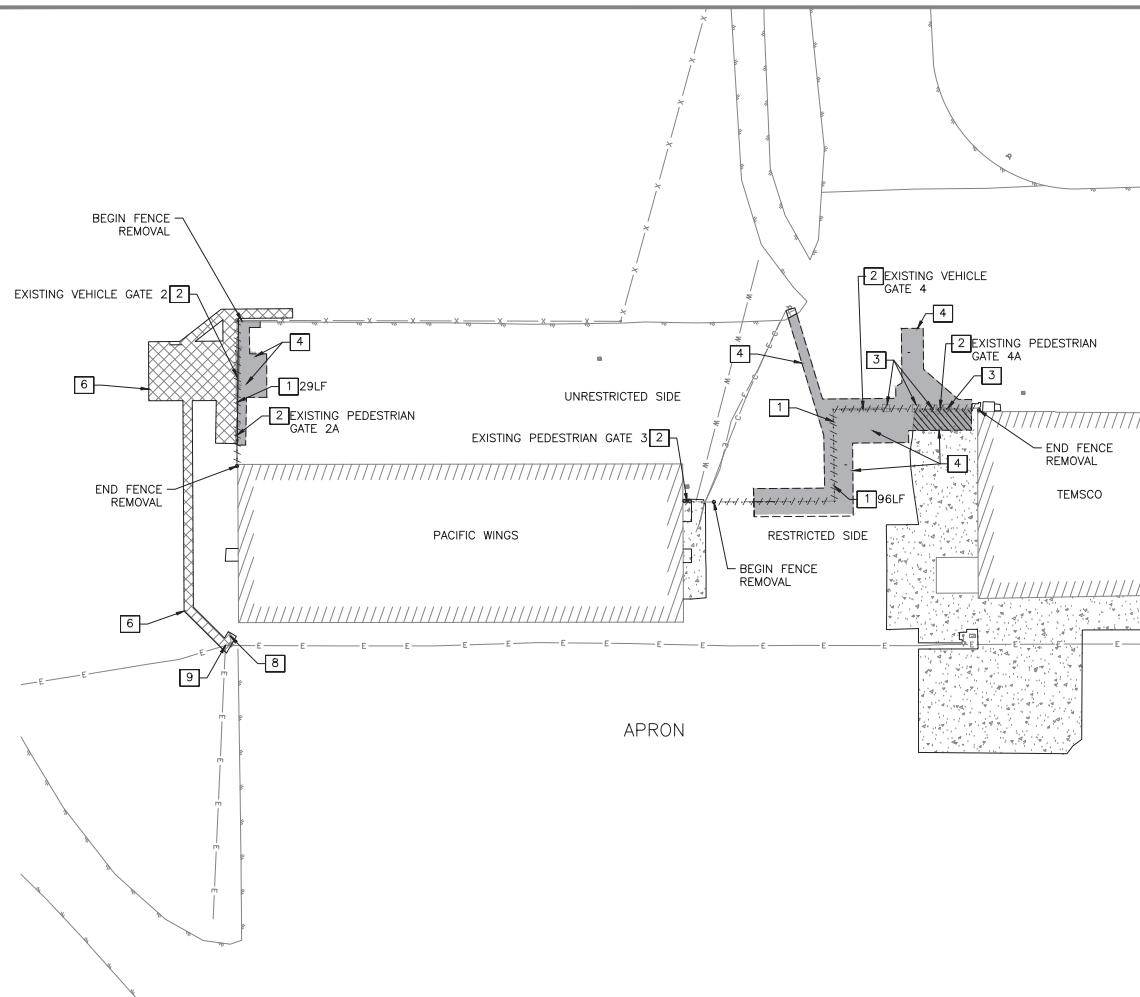 BEGIN FENCE
REMOVAL
EXISTING VEHICLE GATE 2 2
4
6
1 29LF
2 EXISTING PEDESTRIAN
GATE 2A
END FENCE
REMOVAL
UNRESTRICTED SIDE
2 EXISTING VEHICLE
GATE 4
4
4
3
2 EXISTING PEDESTRIAN
GATE 4A
3
1
EXISTING PEDESTRIAN GATE 3 2
END FENCE
REMOVAL
4
1 96LF
TEMSCO
PACIFIC WINGS
RESTRICTED SIDE
BEGIN FENCE
REMOVAL
6
8
9
APRON
X X X X X X
X X X X X X
W W W W W
E C E C E C
E E E E E E E E E
E E E E